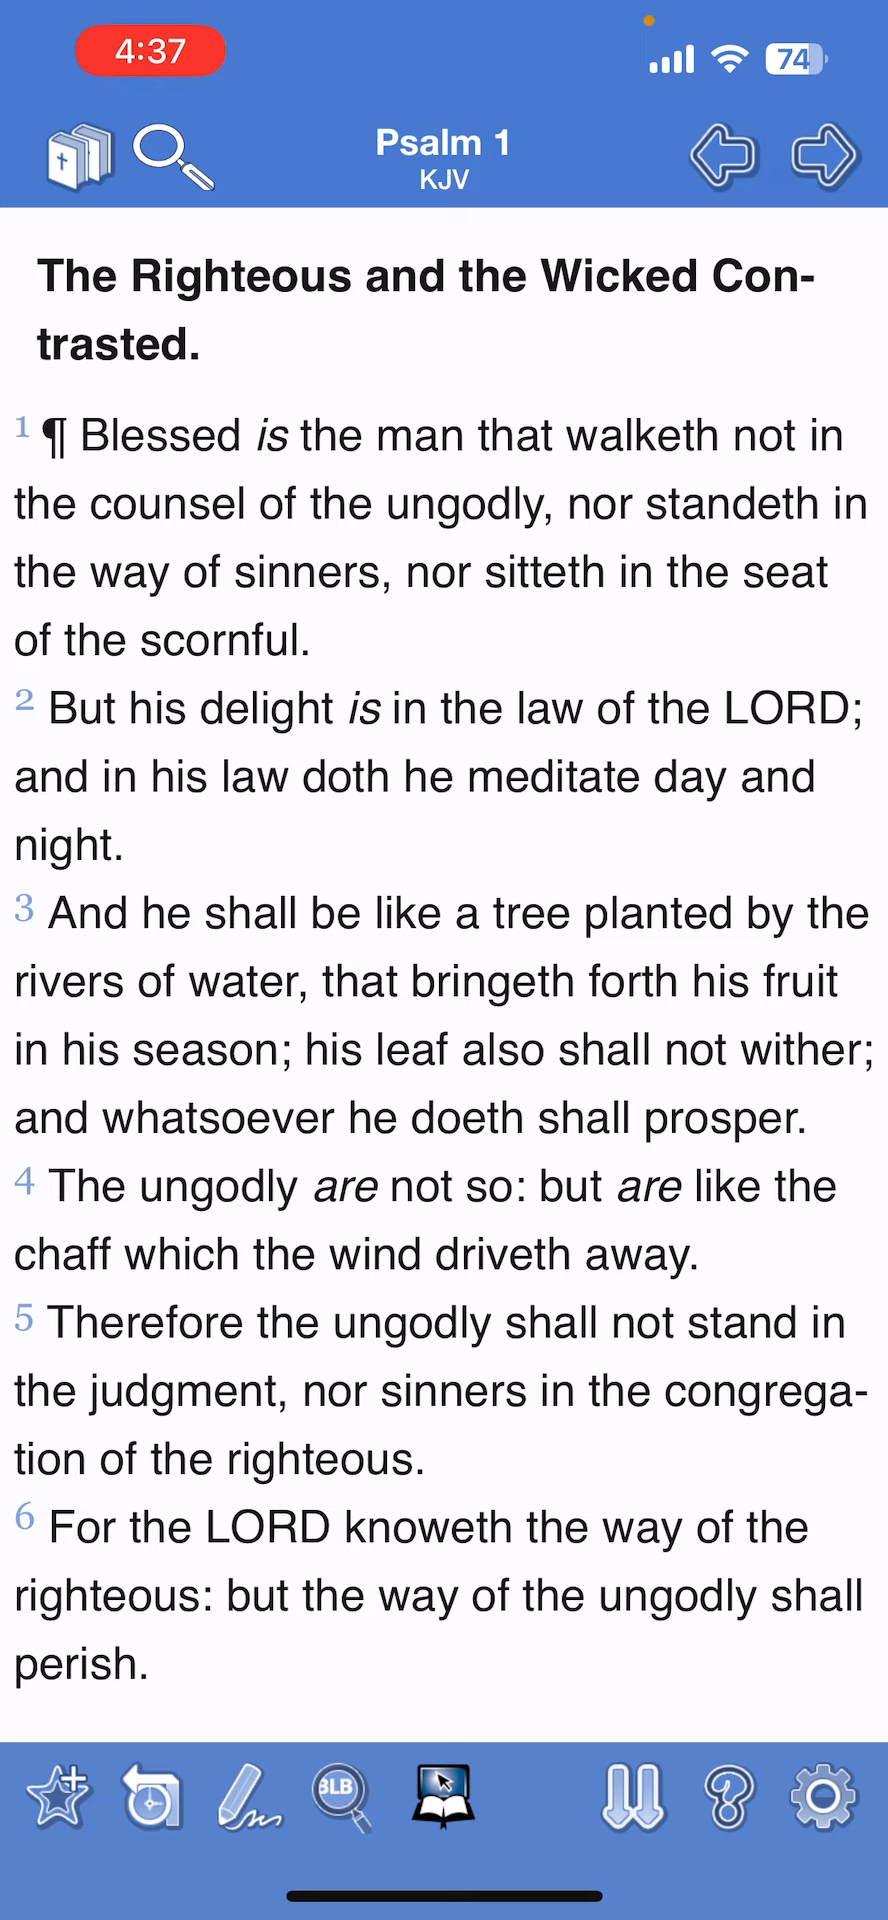 4:37
74
Psalm 1
KJV
The Righteous and the Wicked Con-
trasted.
1 ¶ Blessed is the man that walketh not in
the counsel of the ungodly, nor standeth in
the way of sinners, nor sitteth in the seat
of the scornful.
2 But his delight is in the law of the LORD;
and in his law doth he meditate day and
night.
3 And he shall be like a tree planted by the
rivers of water, that bringeth forth his fruit
in his season; his leaf also shall not wither;
and whatsoever he doeth shall prosper.
4 The ungodly are not so: but are like the
chaff which the wind driveth away.
5 Therefore the ungodly shall not stand in
the judgment, nor sinners in the congrega-
tion of the righteous.
6 For the LORD knoweth the way of the
righteous: but the way of the ungodly shall
perish.
BLB